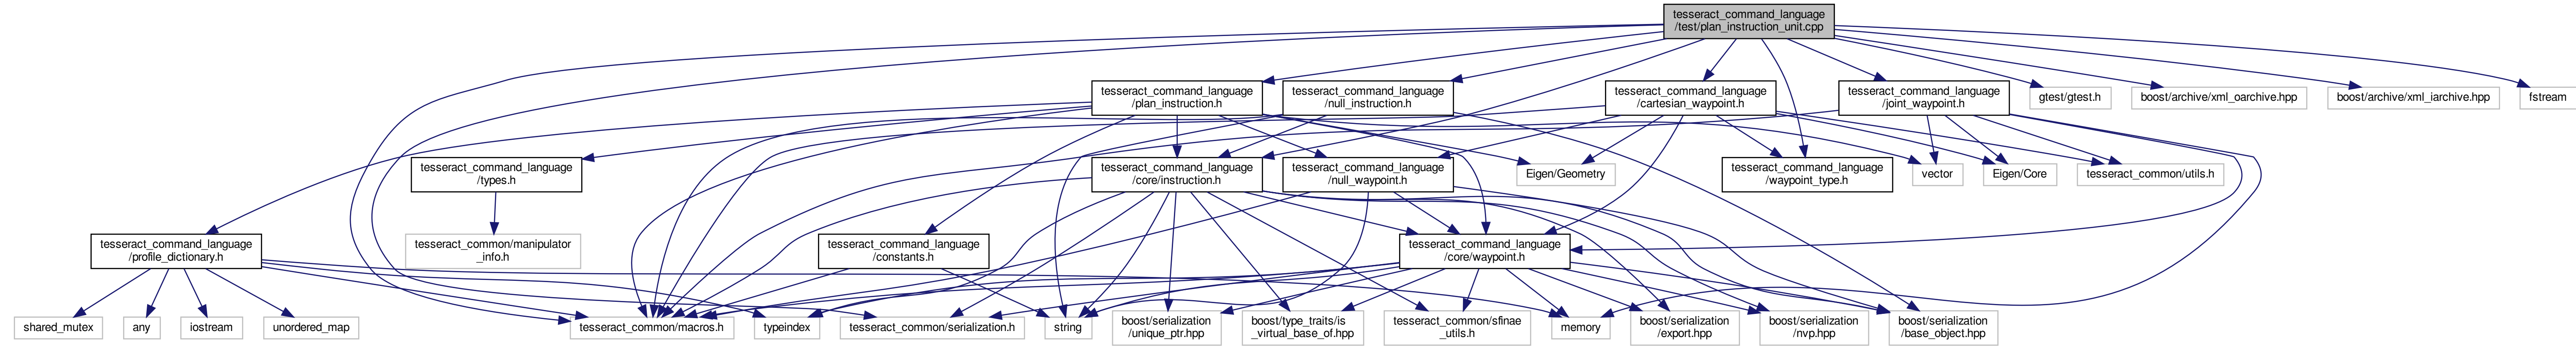 tesseract_command_language
/test/plan_instruction_unit.cpp
tesseract_command_language
/plan_instruction.h
tesseract_command_language
/null_instruction.h
tesseract_command_language
/cartesian_waypoint.h
tesseract_command_language
/joint_waypoint.h
gtest/gtest.h
boost/archive/xml_oarchive.hpp
boost/archive/xml_iarchive.hpp
fstream
tesseract_command_language
/types.h
tesseract_command_language
/core/instruction.h
tesseract_command_language
/null_waypoint.h
Eigen/Geometry
tesseract_command_language
/waypoint_type.h
vector
Eigen/Core
tesseract_common/utils.h
tesseract_command_language
/profile_dictionary.h
tesseract_common/manipulator
_info.h
tesseract_command_language
/constants.h
tesseract_command_language
/core/waypoint.h
shared_mutex
any
iostream
unordered_map
tesseract_common/macros.h
typeindex
tesseract_common/serialization.h
string
boost/serialization
/unique_ptr.hpp
boost/type_traits/is
_virtual_base_of.hpp
tesseract_common/sfinae
_utils.h
memory
boost/serialization
/export.hpp
boost/serialization
/nvp.hpp
boost/serialization
/base_object.hpp